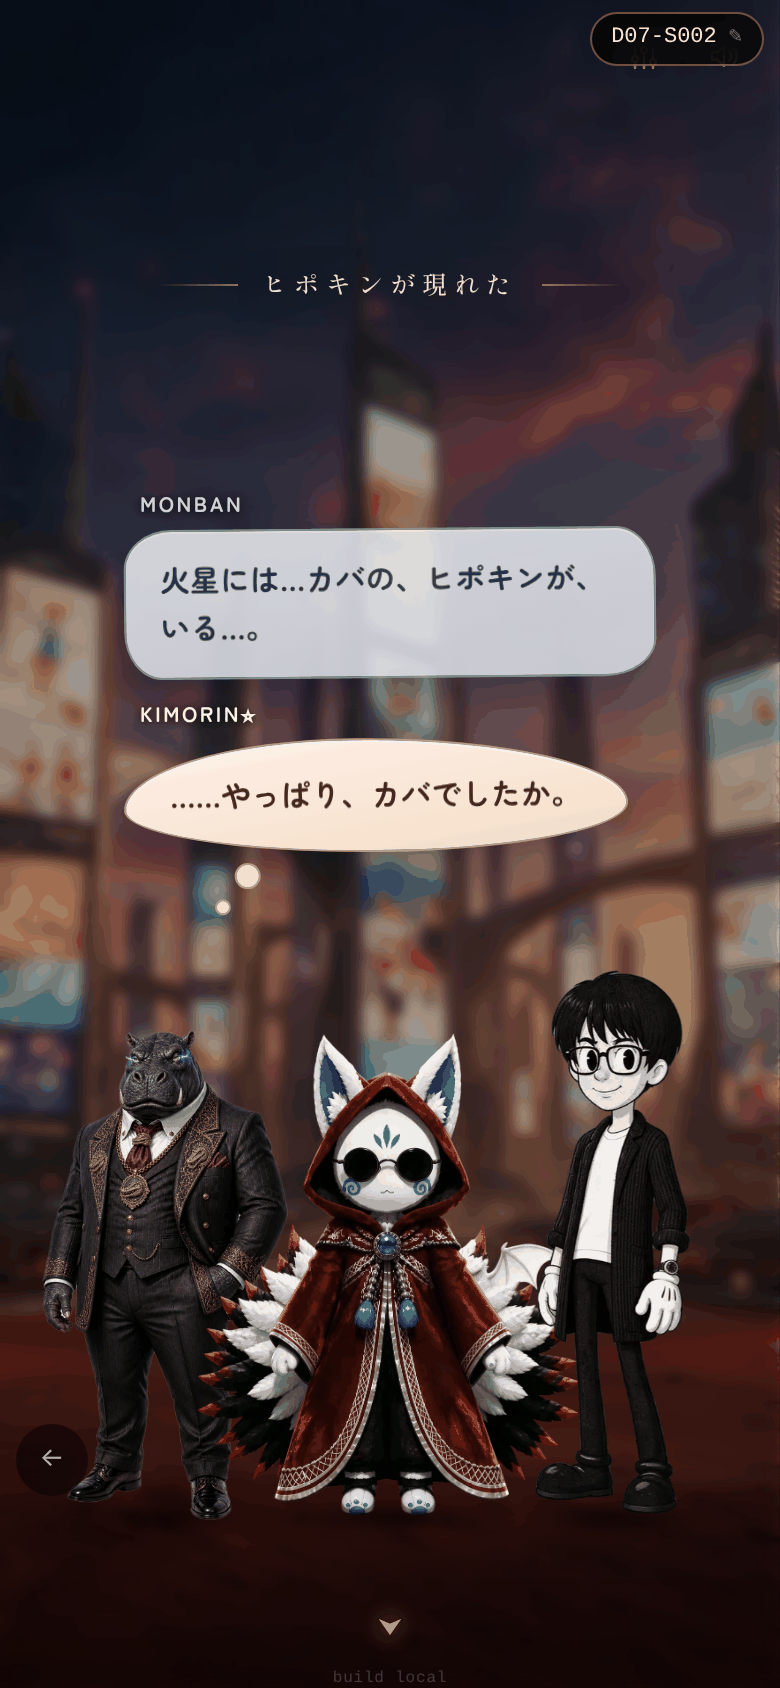 D07-S002 ✎
ヒポキンが現れた
MONBAN
火星には…カバの、ヒポキンが、
いる…。
KIMORIN★
……やっぱり、カバでしたか。
build local